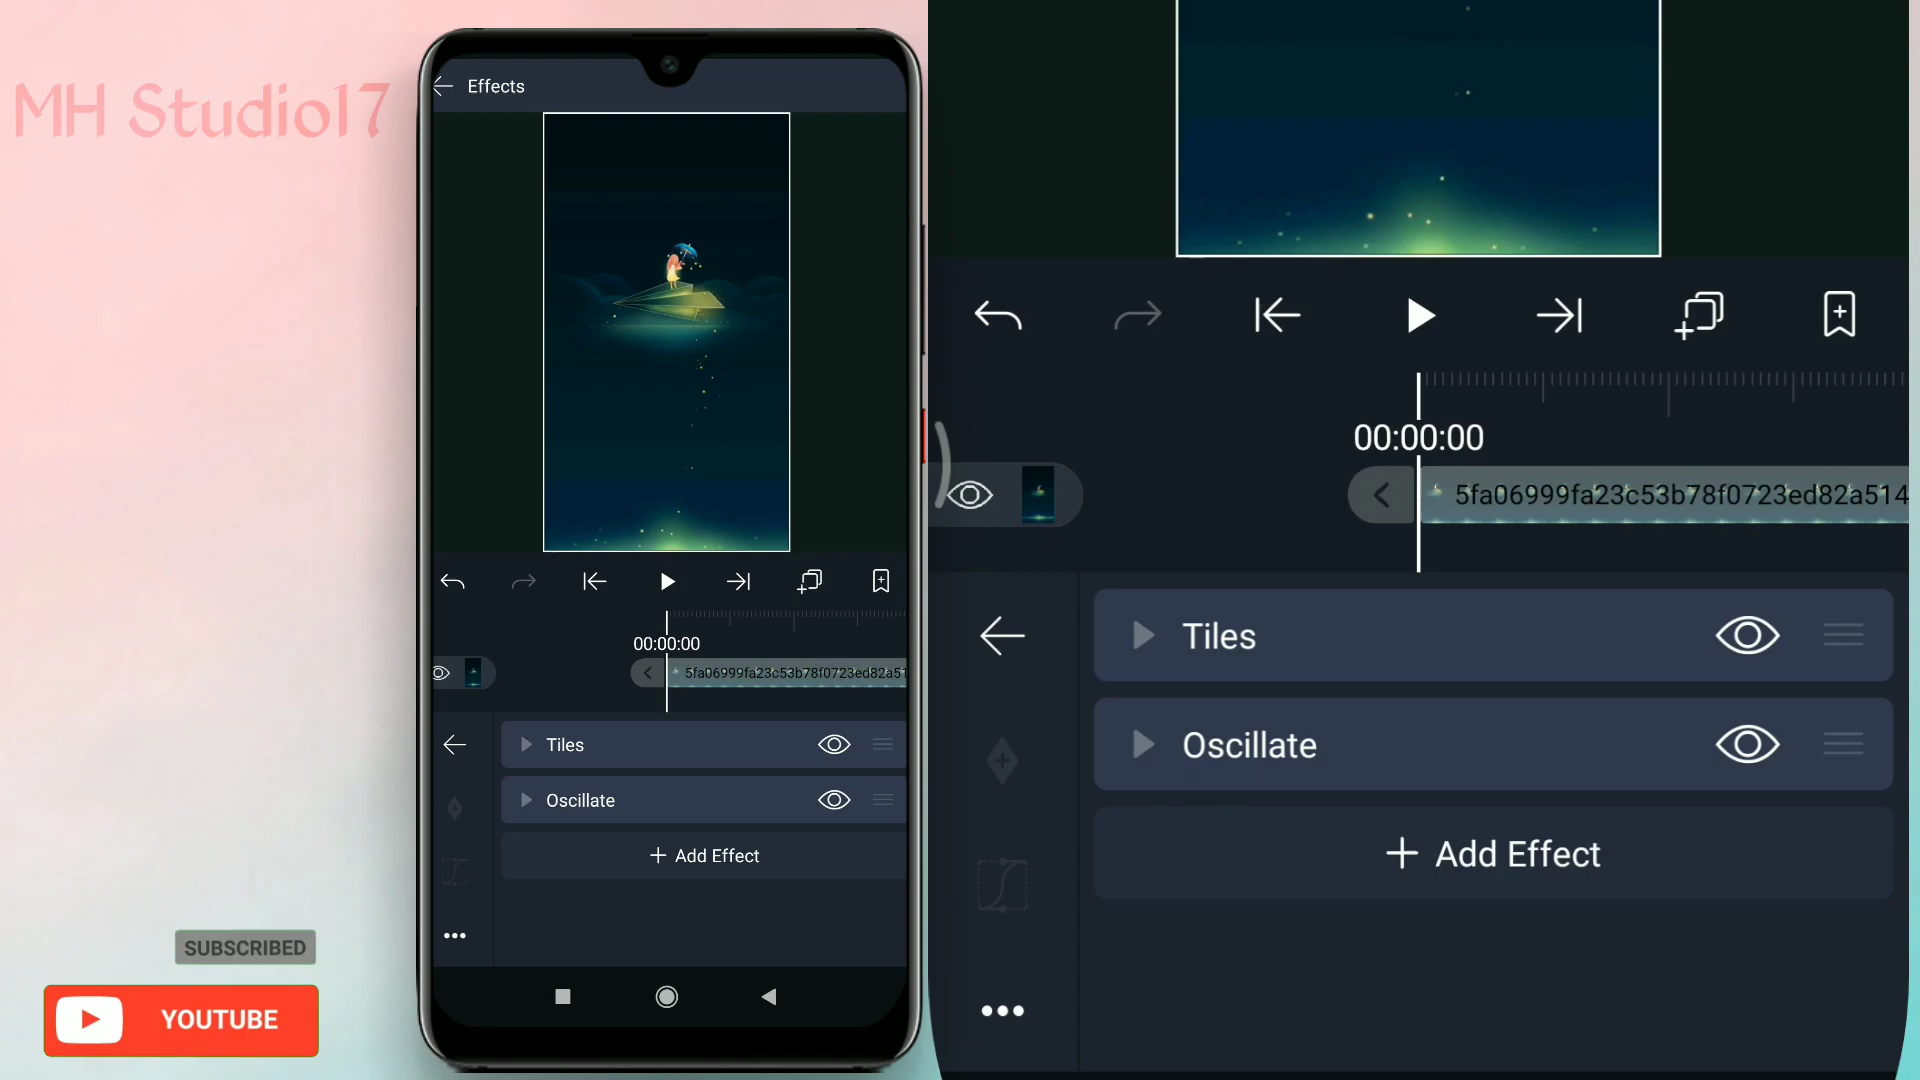 MH Studio17
Effects
00:00:00
5fa06999fa23c53b78f0723ed82a51
Tiles
Oscillate
+ Add Effect
SUBSCRIBED
YOUTUBE
00:00:00
5fa06999fa23c53b78f0723ed82a514
Tiles
Oscillate
+ Add Effect